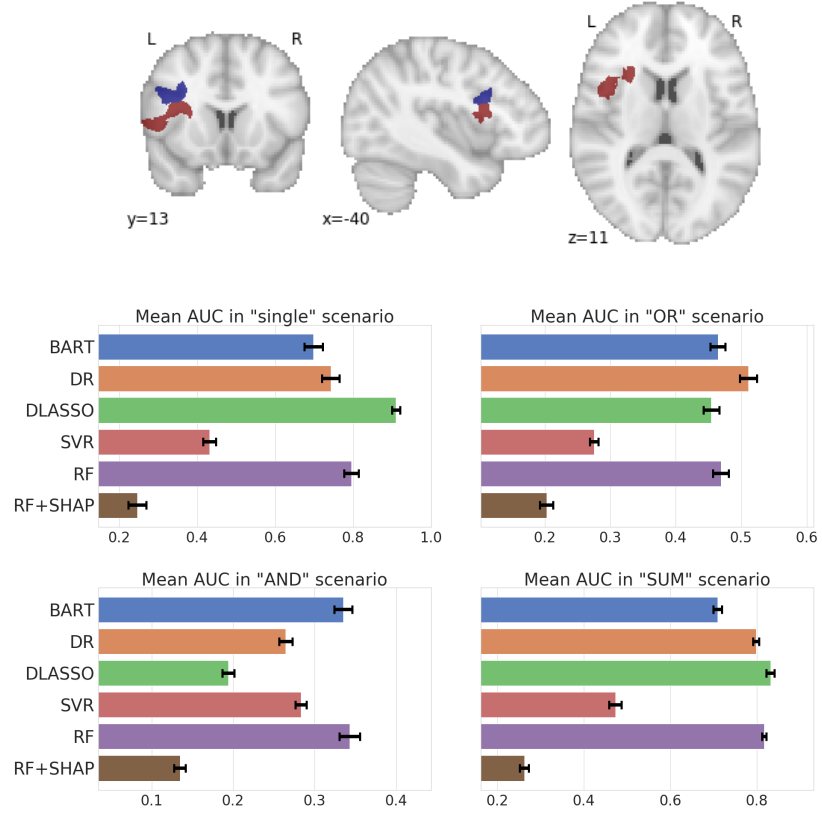 L R
L R
y=13
x=-40
z=11
Mean AUC in "single" scenario
BART
DR
DLASSO
SVR
RF
RF+SHAP
0.2 0.4 0.6 0.8 1.0
Mean AUC in "OR" scenario
0.2 0.3 0.4 0.5 0.6
Mean AUC in "AND" scenario
BART
DR
DLASSO
SVR
RF
RF+SHAP
0.1 0.2 0.3 0.4
Mean AUC in "SUM" scenario
0.2 0.4 0.6 0.8